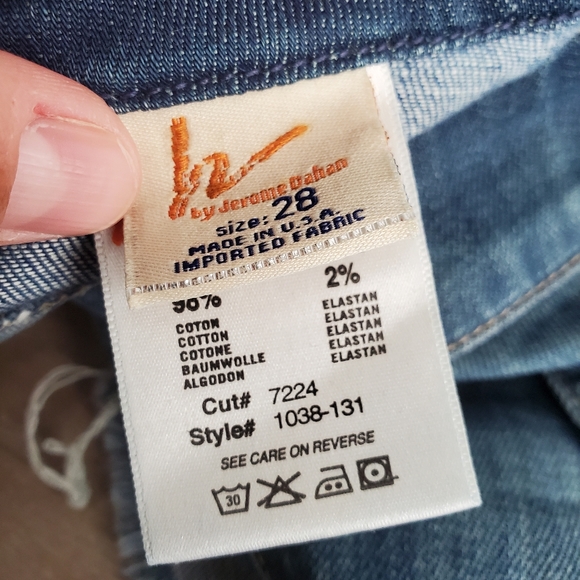 by Jerome Dahan
size: 28
MADE IN U.S.A.
IMPORTED FABRIC
98% 2%
COTON ELASTAN
COTTON ELASTAN
COTONE ELASTAN
BAUMWOLLE ELASTAN
ALGODON ELASTAN
Cut# 7224
Style# 1038-131
SEE CARE ON REVERSE
30